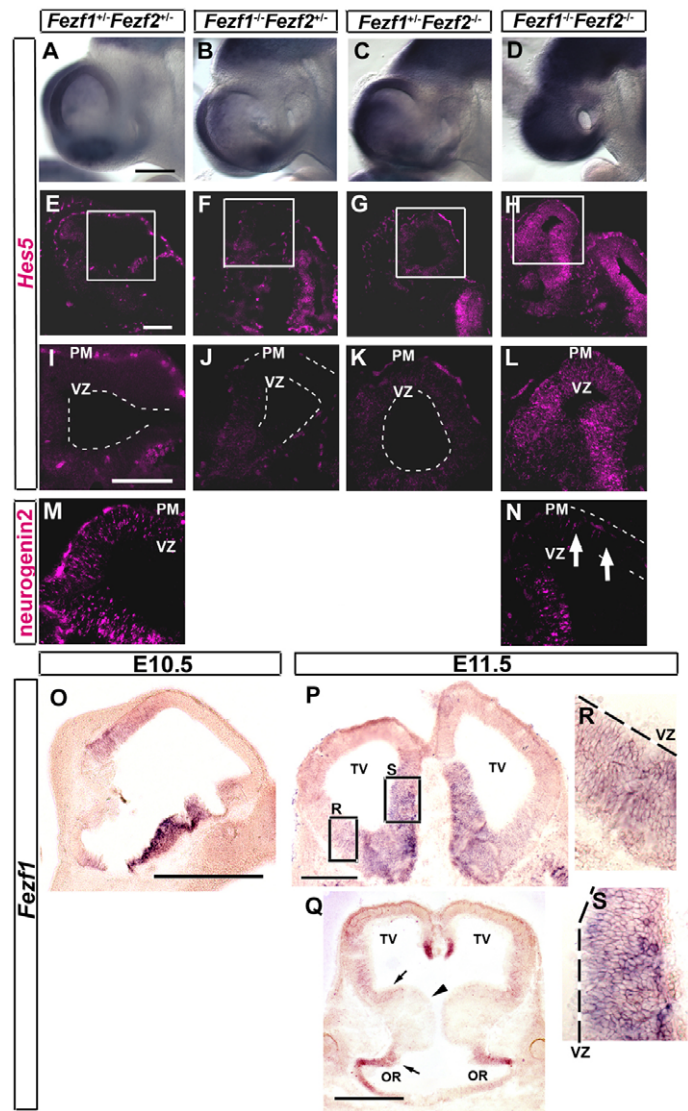 Fezf1+/-Fezf2+/- Fezf1-/-Fezf2+/- Fezf1+/-Fezf2-/- Fezf1-/-Fezf2-/-
A B C D
Hes5
E F G H
I PM VZ J PM VZ K PM VZ L PM VZ
neurogenin2
M PM VZ N PM VZ
E10.5 E11.5
Fezf1
O P TV S TV R R VZ
Q TV TV OR OR S VZ